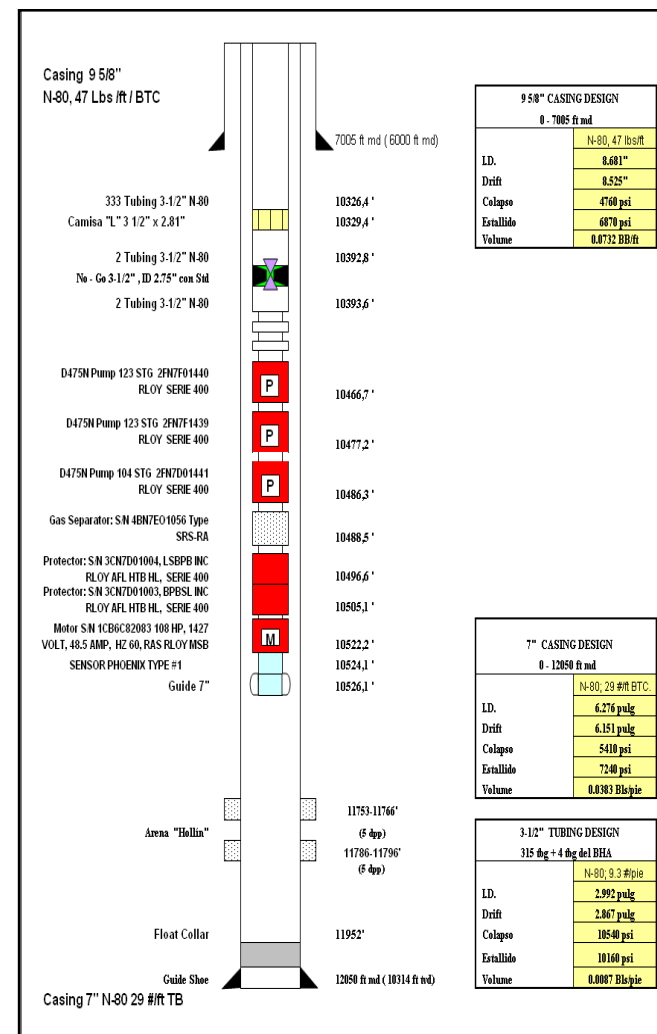 Casing 9 5/8"
N-80, 47 Lbs /ft / BTC
7005 ft md ( 6000 ft md)
333 Tubing 3-1/2" N-80
10326,4 '
Camisa "L" 3 1/2" x 2.81"
10329,4 '
2 Tubing 3-1/2" N-80
10392,8 '
No - Go 3-1/2" , ID 2.75" con Std
2 Tubing 3-1/2" N-80
10393,6 '
D475N Pump 123 STG 2FN7F01440
RLOY SERIE 400
P
10466,7 '
D475N Pump 123 STG 2FN7F1439
RLOY SERIE 400
P
10477,2 '
D475N Pump 104 STG 2FN7D01441
RLOY SERIE 400
P
10486,3 '
Gas Separator: S/N 4BN7EO1056 Type
SRS-RA
10488,5 '
Protector: S/N 3CN7D01004, LSBPB INC
RLOY AFL HTB HL, SERIE 400
10496,6 '
Protector: S/N 3CN7D01003, BPBSL INC
RLOY AFL HTB HL, SERIE 400
10505,1 '
Motor S/N 1CB6C82083 108 HP, 1427
VOLT, 48.5 AMP, HZ 60, RAS RLOY MSB
M
10522,2 '
SENSOR PHOENIX TYPE #1
10524,1 '
Guide 7"
10526,1 '
11753-11766'
Arena "Hollin"
(5 dpp)
11786-11796'
(5 dpp)
Float Collar
11952'
Guide Shoe
12050 ft md ( 10314 ft tvd)
Casing 7" N-80 29 #/ft TB
9 5/8" CASING DESIGN
0 - 7005 ft md
N-80, 47 lbs/ft
I.D. 8.681"
Drift 8.525"
Colapso 4760 psi
Estallido 6870 psi
Volume 0.0732 BB/ft
7" CASING DESIGN
0 - 12050 ft md
N-80; 29 #/ft BTC.
I.D. 6.276 pulg
Drift 6.151 pulg
Colapso 5410 psi
Estallido 7240 psi
Volume 0.0383 Bls/pie
3-1/2" TUBING DESIGN
315 tbg + 4 tbg del BHA
N-80; 9.3 #/pie
I.D. 2.992 pulg
Drift 2.867 pulg
Colapso 10540 psi
Estallido 10160 psi
Volume 0.0087 Bls/pie